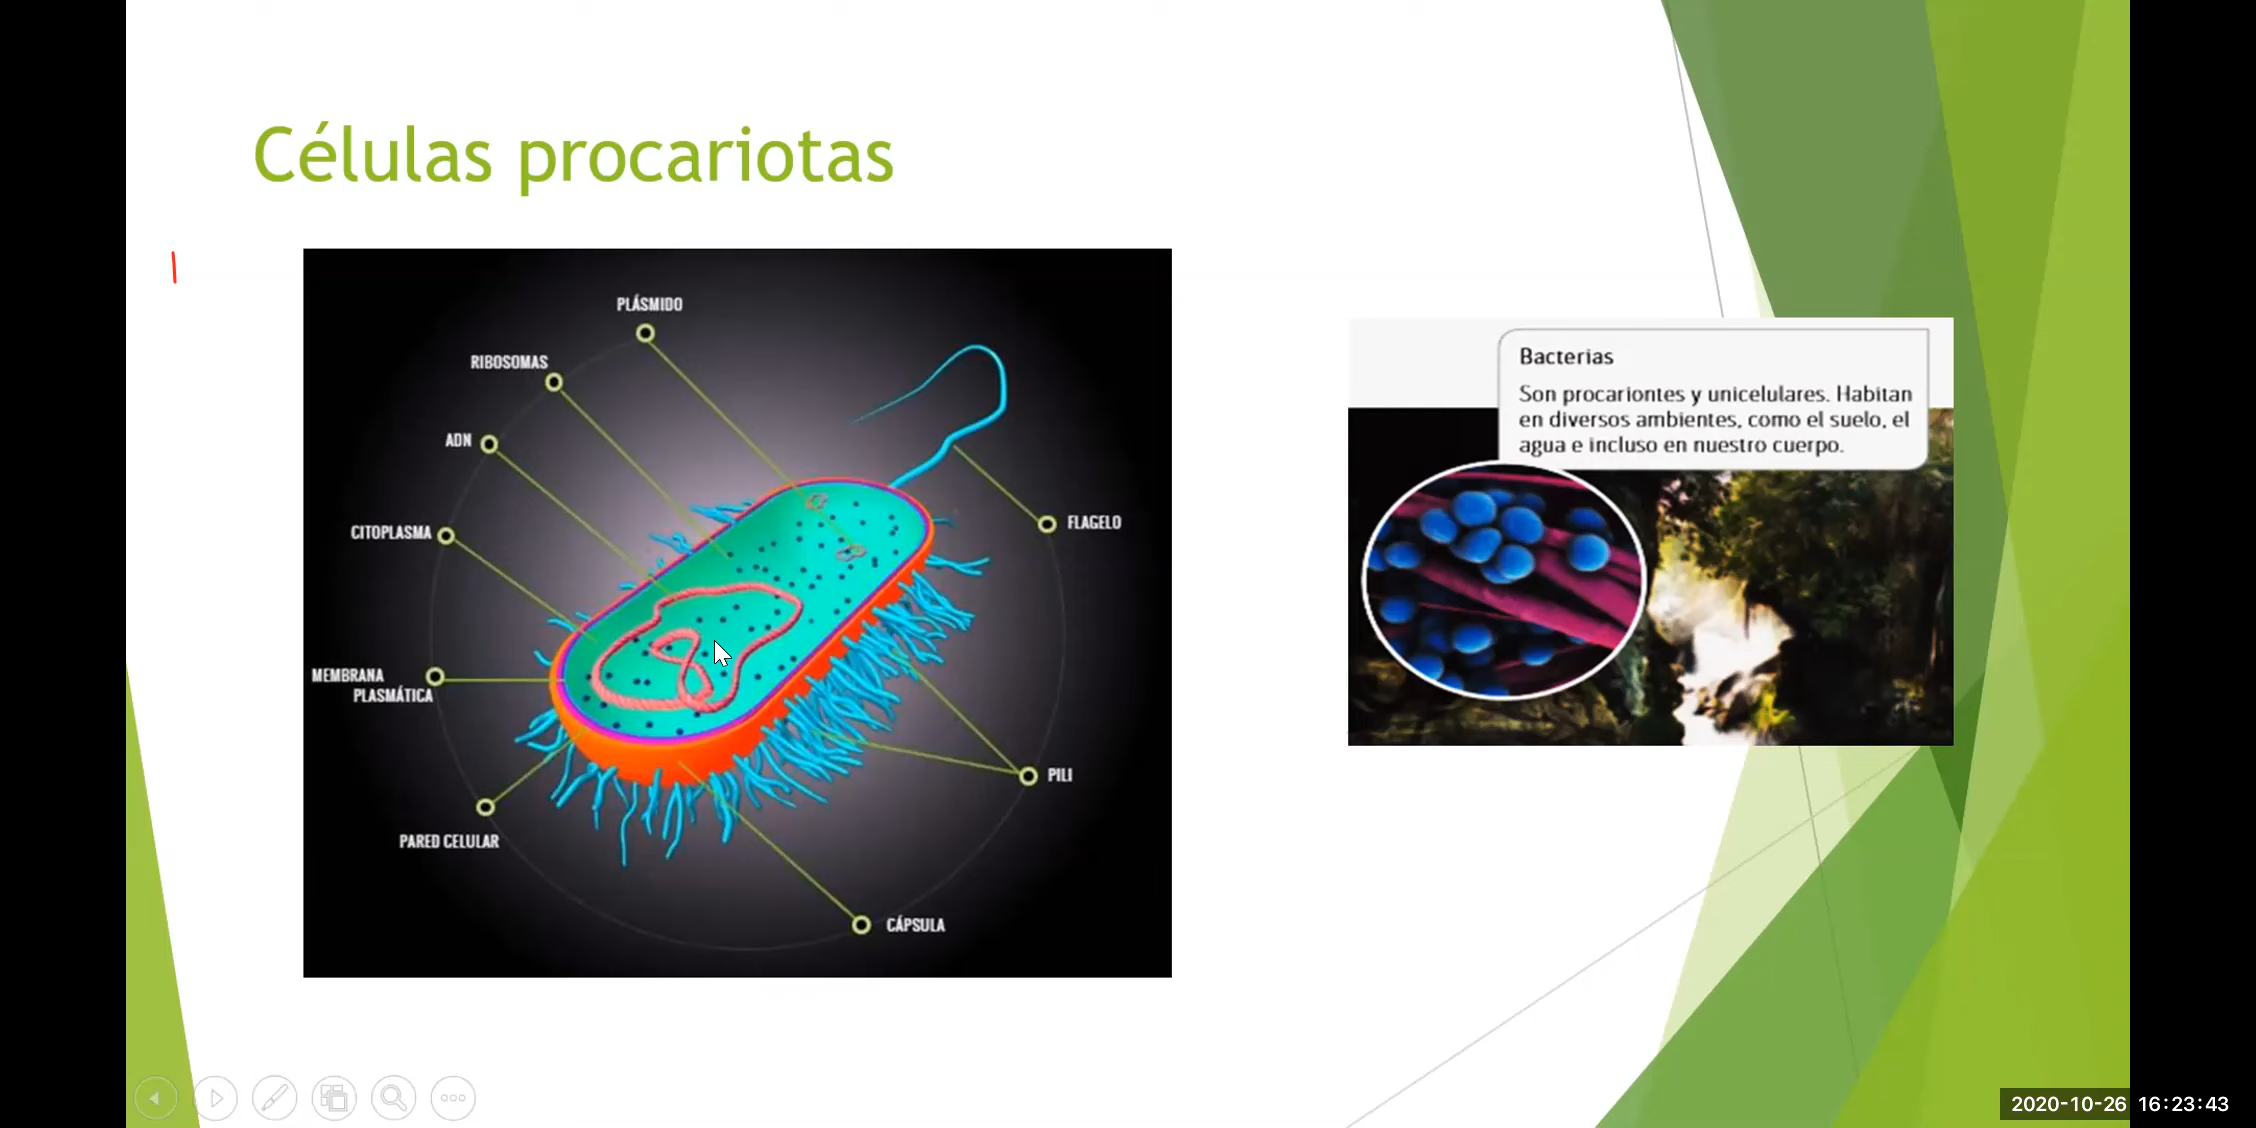 Células procariotas
PLÁSMIDO
RIBOSOMAS
ADN
CITOPLASMA
MEMBRANA
PLASMÁTICA
PARED CELULAR
FLAGELO
PILI
CÁPSULA
Bacterias
Son procariontes y unicelulares. Habitan
en diversos ambientes, como el suelo, el
agua e incluso en nuestro cuerpo.
2020-10-26 16:23:43